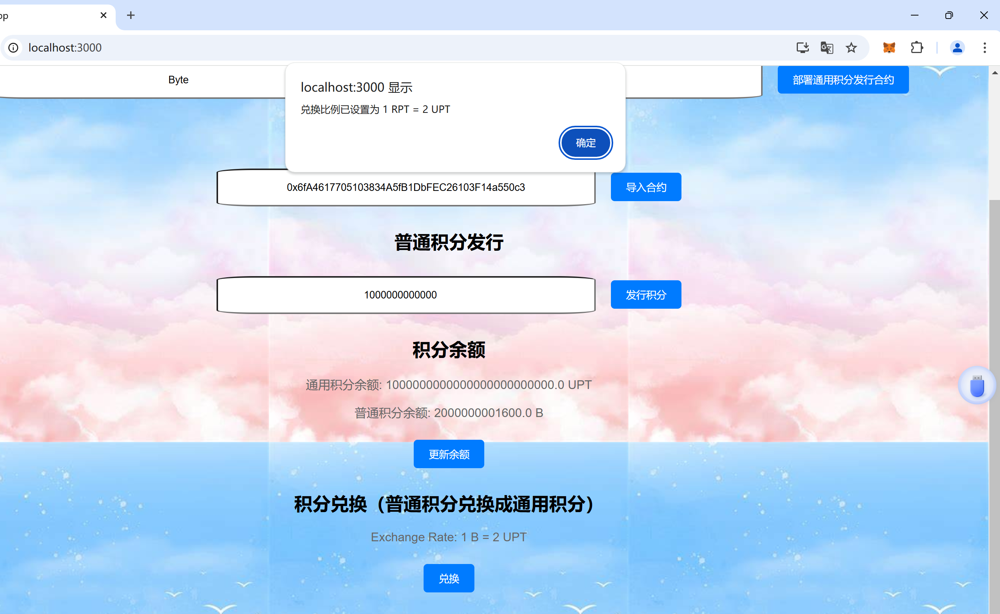 pp
localhost:3000
Byte
部署通用积分发行合约
localhost:3000 显示
兑换比例已设置为 1 RPT = 2 UPT
确定
0x6fA4617705103834A5fB1DbFEC26103F14a550c3
导入合约
普通积分发行
1000000000000
发行积分
积分余额
通用积分余额: 1000000000000000000000000.0 UPT
普通积分余额: 2000000001600.0 B
更新余额
积分兑换（普通积分兑换成通用积分）
Exchange Rate: 1 B = 2 UPT
兑换